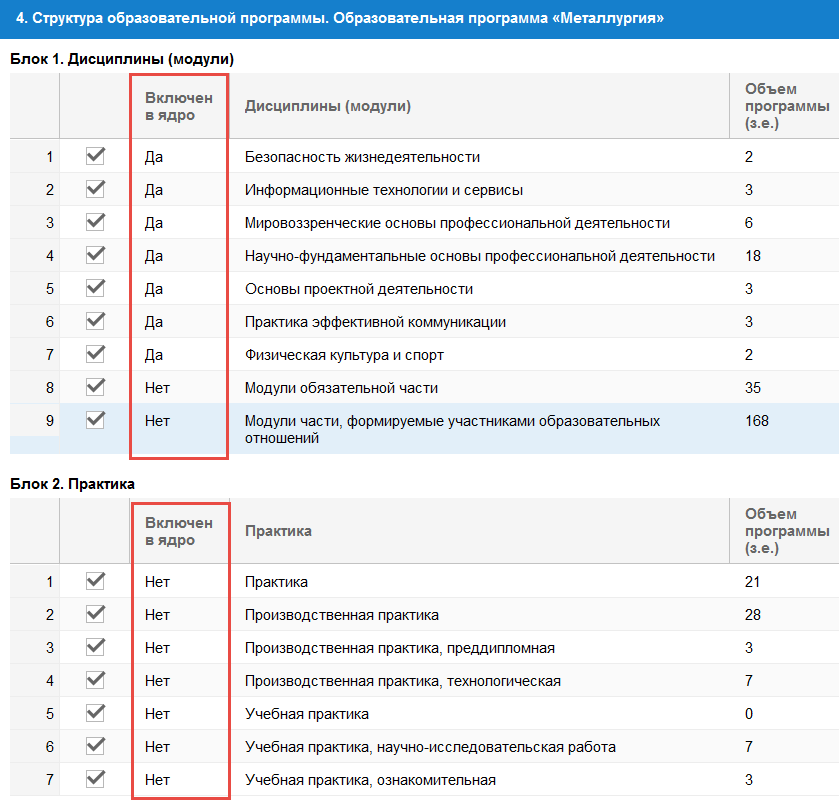 4. Структура образовательной программы. Образовательная программа «Металлургия»
Блок 1. Дисциплины (модули)
Включен в ядро Дисциплины (модули) Объем программы (з.е.)
1 Да Безопасность жизнедеятельности 2
2 Да Информационные технологии и сервисы 3
3 Да Мировоззренческие основы профессиональной деятельности 6
4 Да Научно-фундаментальные основы профессиональной деятельности 18
5 Да Основы проектной деятельности 3
6 Да Практика эффективной коммуникации 3
7 Да Физическая культура и спорт 2
8 Нет Модули обязательной части 35
9 Нет Модули части, формируемые участниками образовательных 168
отношений
Блок 2. Практика
Включен в ядро Практика Объем программы (з.е.)
1 Нет Практика 21
2 Нет Производственная практика 28
3 Нет Производственная практика, преддипломная 3
4 Нет Производственная практика, технологическая 7
5 Нет Учебная практика 0
6 Нет Учебная практика, научно-исследовательская работа 7
7 Нет Учебная практика, ознакомительная 3